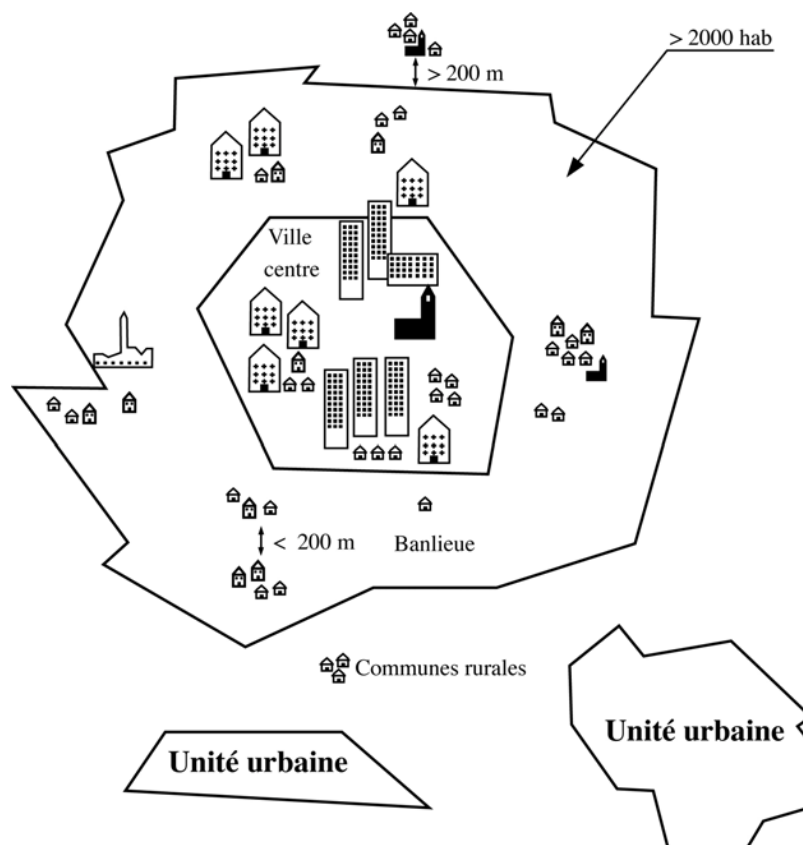 > 2000 hab
> 200 m
Ville
centre
< 200 m
Banlieue
Communes rurales
Unité urbaine
Unité urbaine